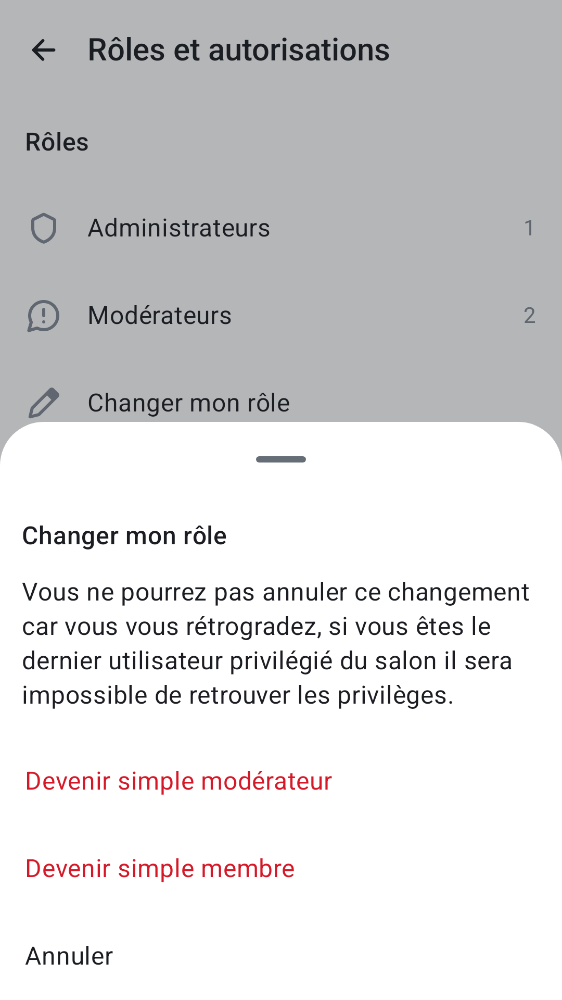 Rôles et autorisations
Rôles
Administrateurs 1
Modérateurs 2
Changer mon rôle
Changer mon rôle
Vous ne pourrez pas annuler ce changement
car vous vous rétrogradez, si vous êtes le
dernier utilisateur privilégié du salon il sera
impossible de retrouver les privilèges.
Devenir simple modérateur
Devenir simple membre
Annuler